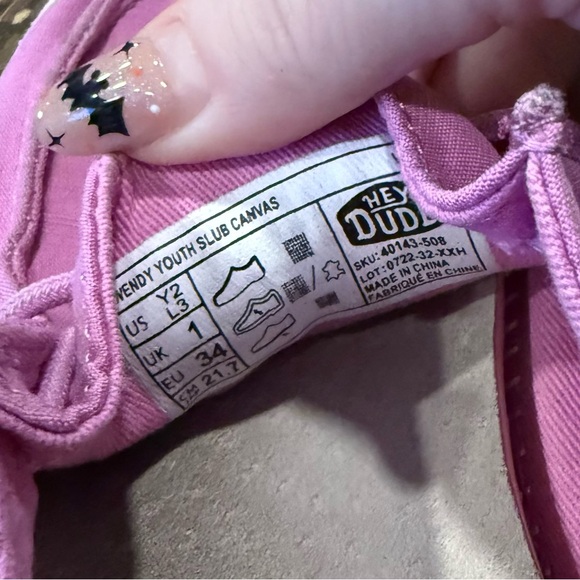 WENDY YOUTH SLUB CANVAS
US Y2 L3
UK 1
EU 34
CM 21.7
HEY
DUDE
SKU: 40143-508
LOT: 0722-32-XXH
MADE IN CHINA
FABRIQUÉ EN CHINE